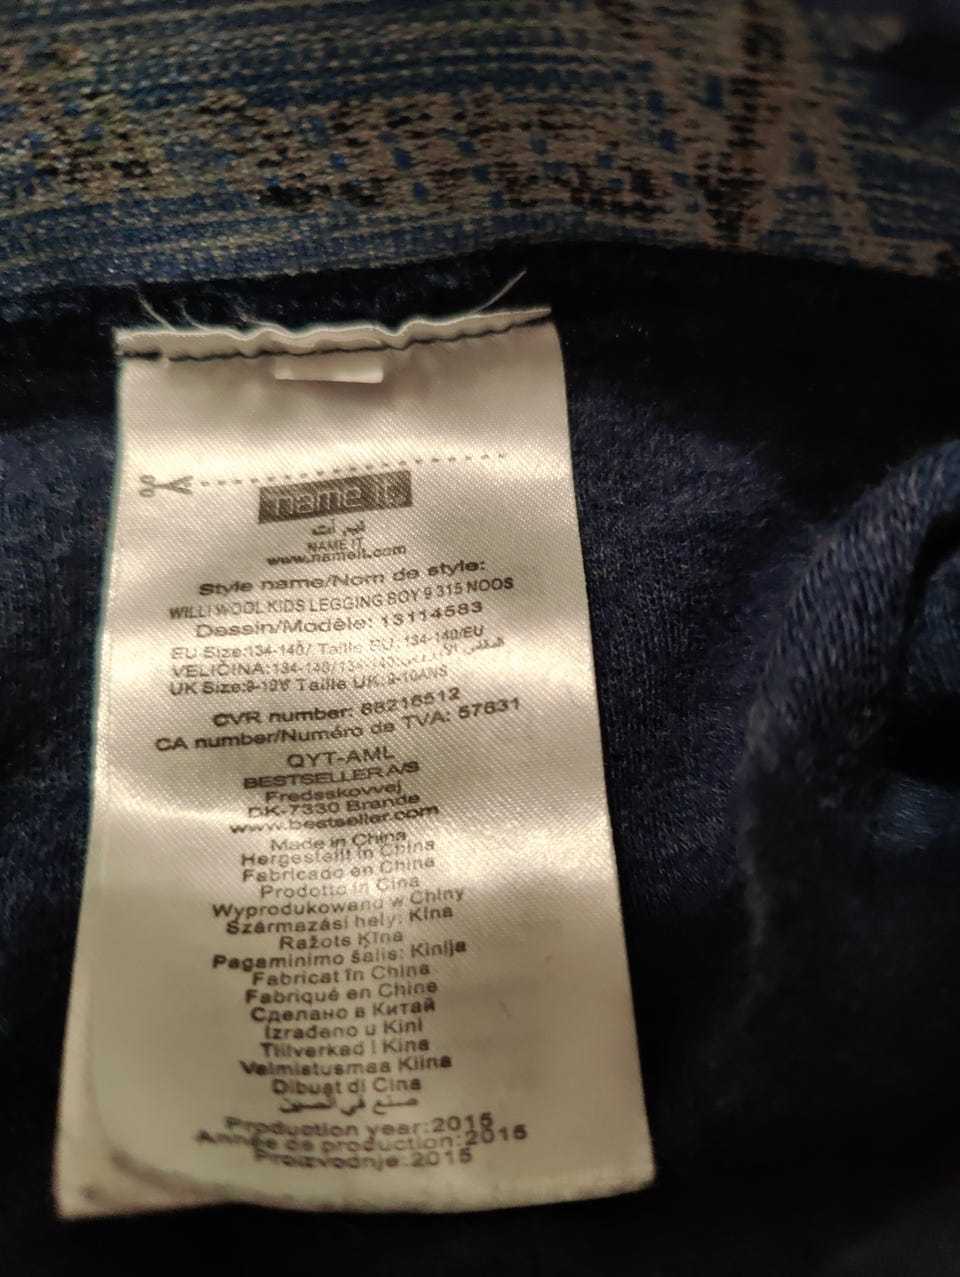 name it
نيم ات
NAME IT
www.nameit.com
Style name/Nom de style:
WILLI WOOL KIDS LEGGING BOY 9 315 NOOS
Dessin/Modèle: 13114583
EU Size:134-140/ Taille EU, 134-140/EU
VELIČINA:134-140/134-140:
UK Size:9-10Y Taille UK, 9-10ANS
CVR number: 88216512
CA number/Numéro de TVA: 57831
QYT-AML
BESTSELLER A/S
Fredsskovvej
DK-7330 Brande
www.bestseller.com
Made in China
Hergestellt in China
Fabricado en China
Prodotto in Cina
Wyprodukowano w Chiny
Származási hely: Kína
Ražots Ķīna
Pagaminimo šalis: Kinija
Fabricat în China
Fabriqué en Chine
Сделано в Китай
Izrađeno u Kini
Tillverkad i Kina
Valmistusmaa Kiina
Dibuat di Cina
صنع في الصين
Production year:2015
Année de production:2015
Proizvodnje:2015